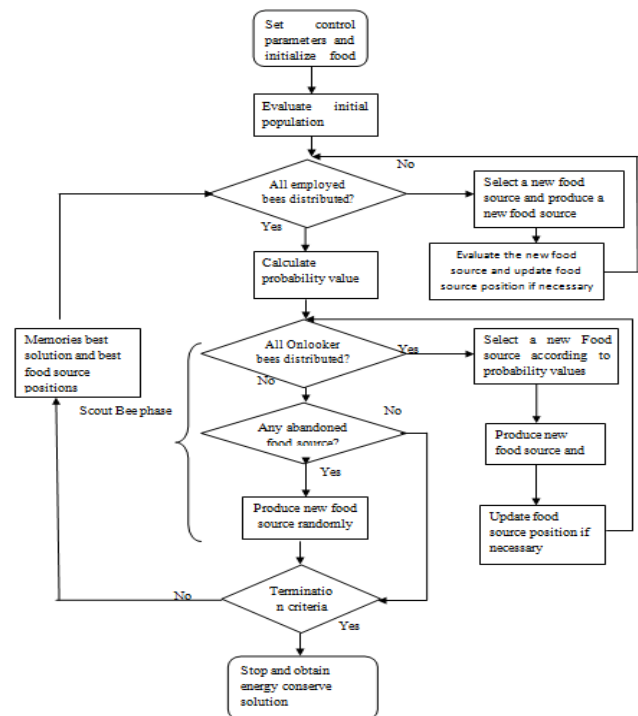 Set control
parameters and
initialize food
Evaluate initial
population
No
All employed
bees distributed?
Select a new food
source and produce a
new food source
Yes
Evaluate the new food
source and update food
source position if necessary
Calculate
probability value
Memories best
solution and best
food source
positions
All Onlooker
bees distributed?
Yes
Select a new Food
source according to
probability values
No
Scout Bee phase
No
Any abandoned
food source?
Produce new
food source and
Yes
Produce new food
source randomly
Update food
source position if
necessary
Terminatio
n criteria
No
Yes
Stop and obtain
energy conserve
solution